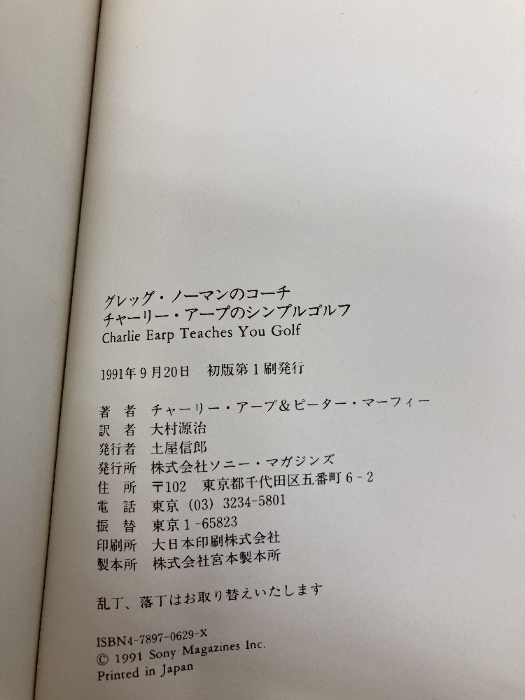 グレッグ・ノーマンのコーチ
チャーリー・アープのシンプルゴルフ
Charlie Earp Teaches You Golf
1991年9月20日　初版第1刷発行
著　者　チャーリー・アープ&ピーター・マーフィー
訳　者　大村源治
発行者　土屋信郎
発行所　株式会社ソニー・マガジンズ
住　所　〒102　東京都千代田区五番町6-2
電　話　東京 (03) 3234-5801
振　替　東京1-65823
印刷所　大日本印刷株式会社
製本所　株式会社宮本製本所
乱丁、落丁はお取り替えいたします
ISBN4-7897-0629-X
© 1991 Sony Magazines Inc.
Printed in Japan